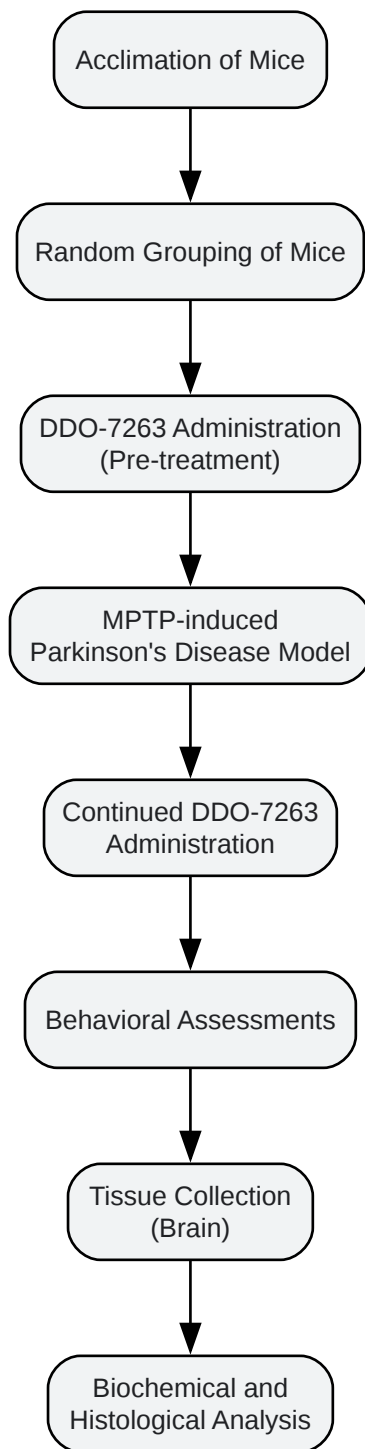 Acclimation of Mice
Random Grouping of Mice
DDO-7263 Administration
(Pre-treatment)
MPTP-induced
Parkinson's Disease Model
Continued DDO-7263
Administration
Behavioral Assessments
Tissue Collection
(Brain)
Biochemical and
Histological Analysis